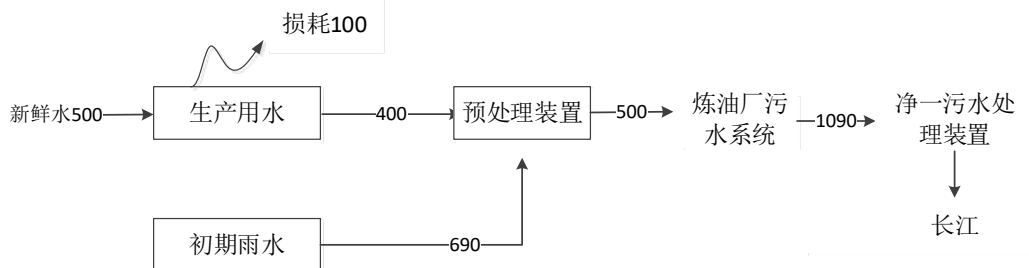 损耗100
新鲜水500
生产用水
400
预处理装置
500
炼油厂污
水系统
1090
净一污水处
理装置
初期雨水
690
长江